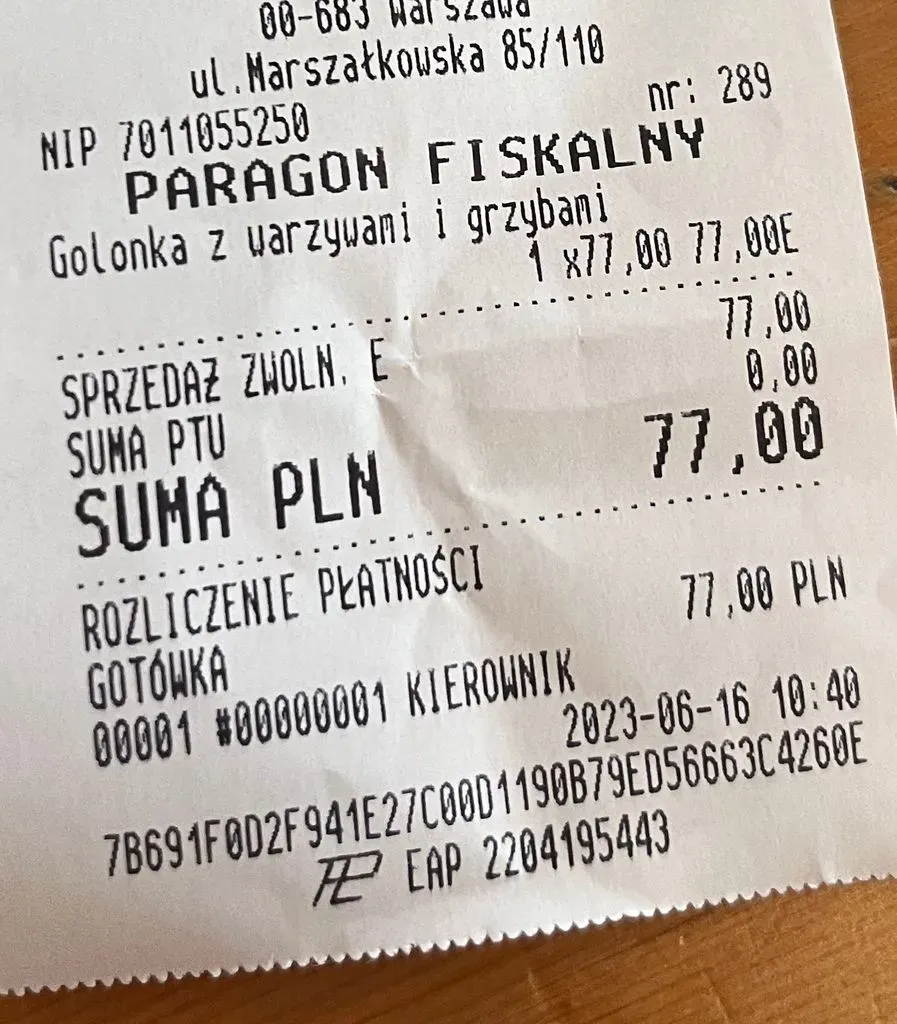 00-683 Warszawa
ul.Marszałkowska 85/110
NIP 7011055250 nr: 289
PARAGON FISKALNY
Golonka z warzywami i grzybami
1 x77,00 77,00E
SPRZEDAŻ ZWOLN. E 77,00
SUMA PTU 0,00
SUMA PLN 77,00
ROZLICZENIE PŁATNOŚCI
GOTÓWKA 77,00 PLN
00001 #00000001 KIEROWNIK
2023-06-16 10:40
7B691F0D2F941E27C00D1190B79ED56663C4260E
PL EAP 2204195443